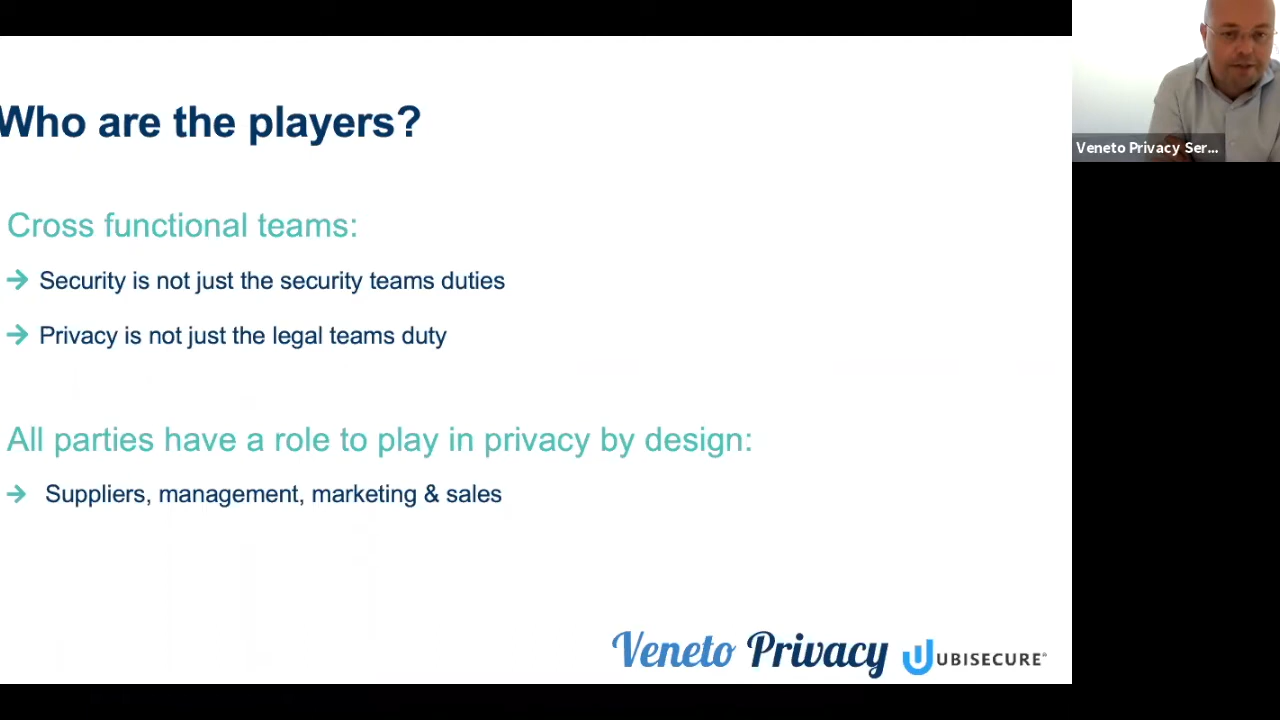 Who are the players?
Veneto Privacy Ser...
Cross functional teams:
→ Security is not just the security teams duties
→ Privacy is not just the legal teams duty
All parties have a role to play in privacy by design:
→ Suppliers, management, marketing & sales
Veneto Privacy
UBISECURE®